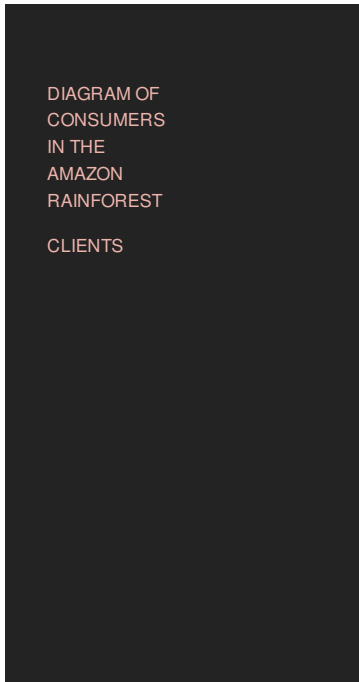 DIAGRAM OF
CONSUMERS
IN THE
AMAZON
RAINFOREST
CLIENTS